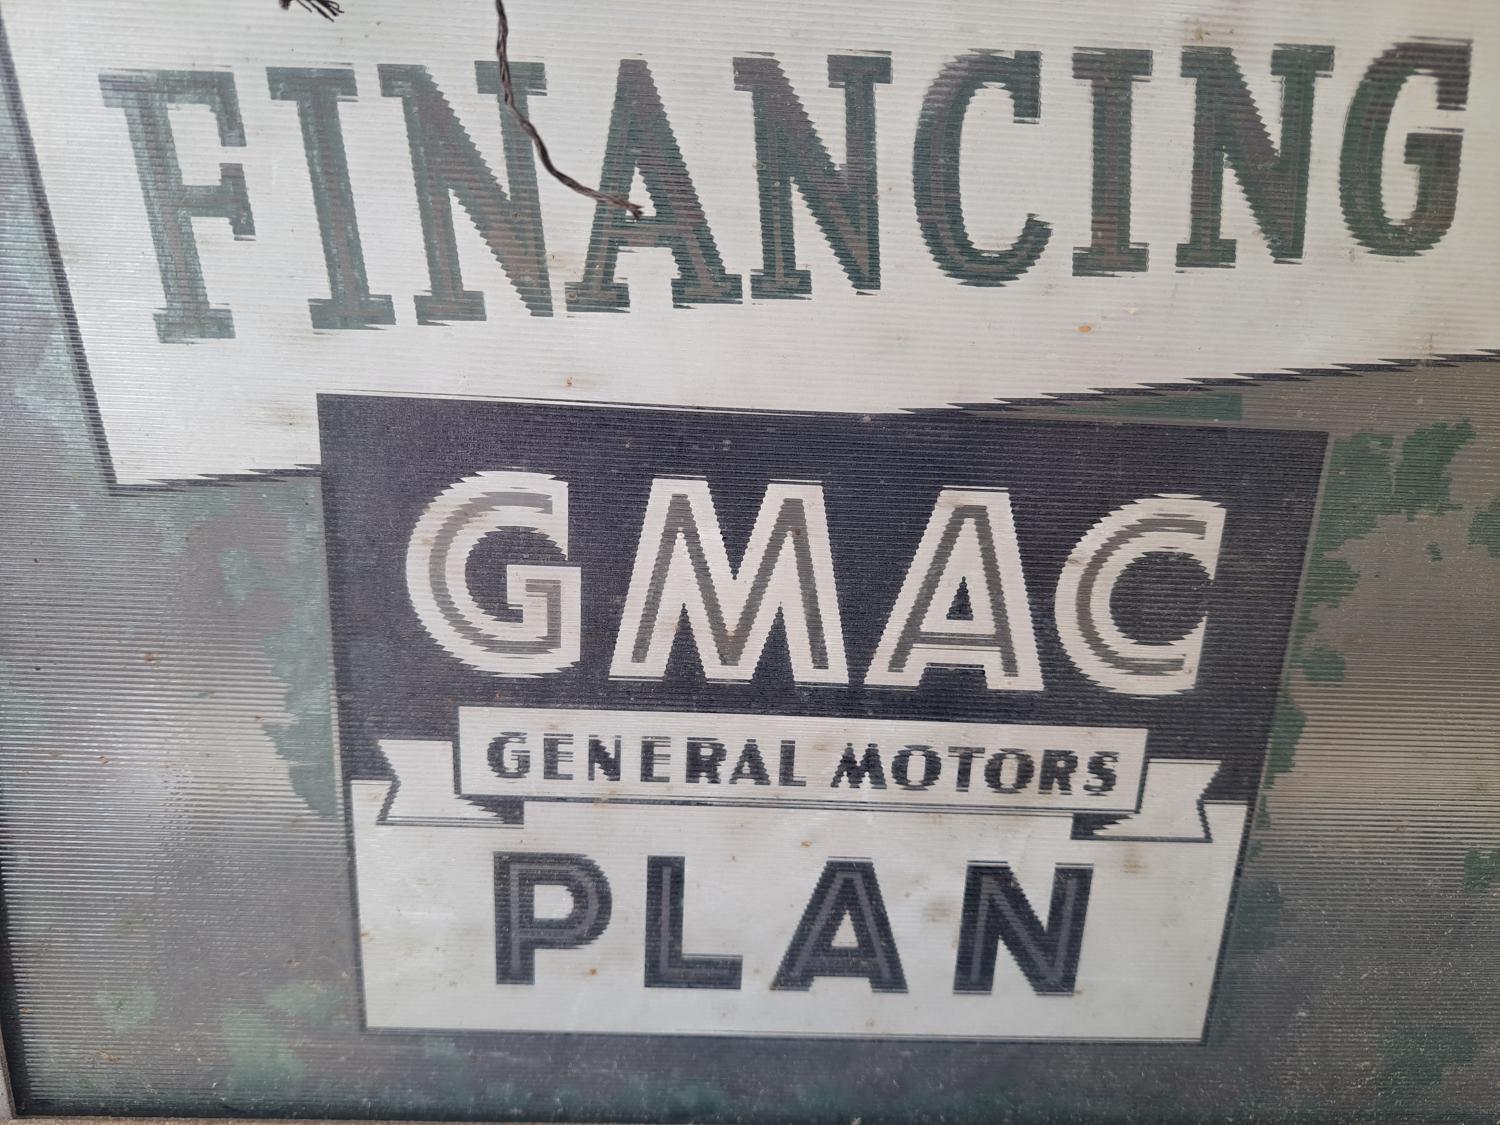 FINANCING
GMAC
GENERAL MOTORS
PLAN